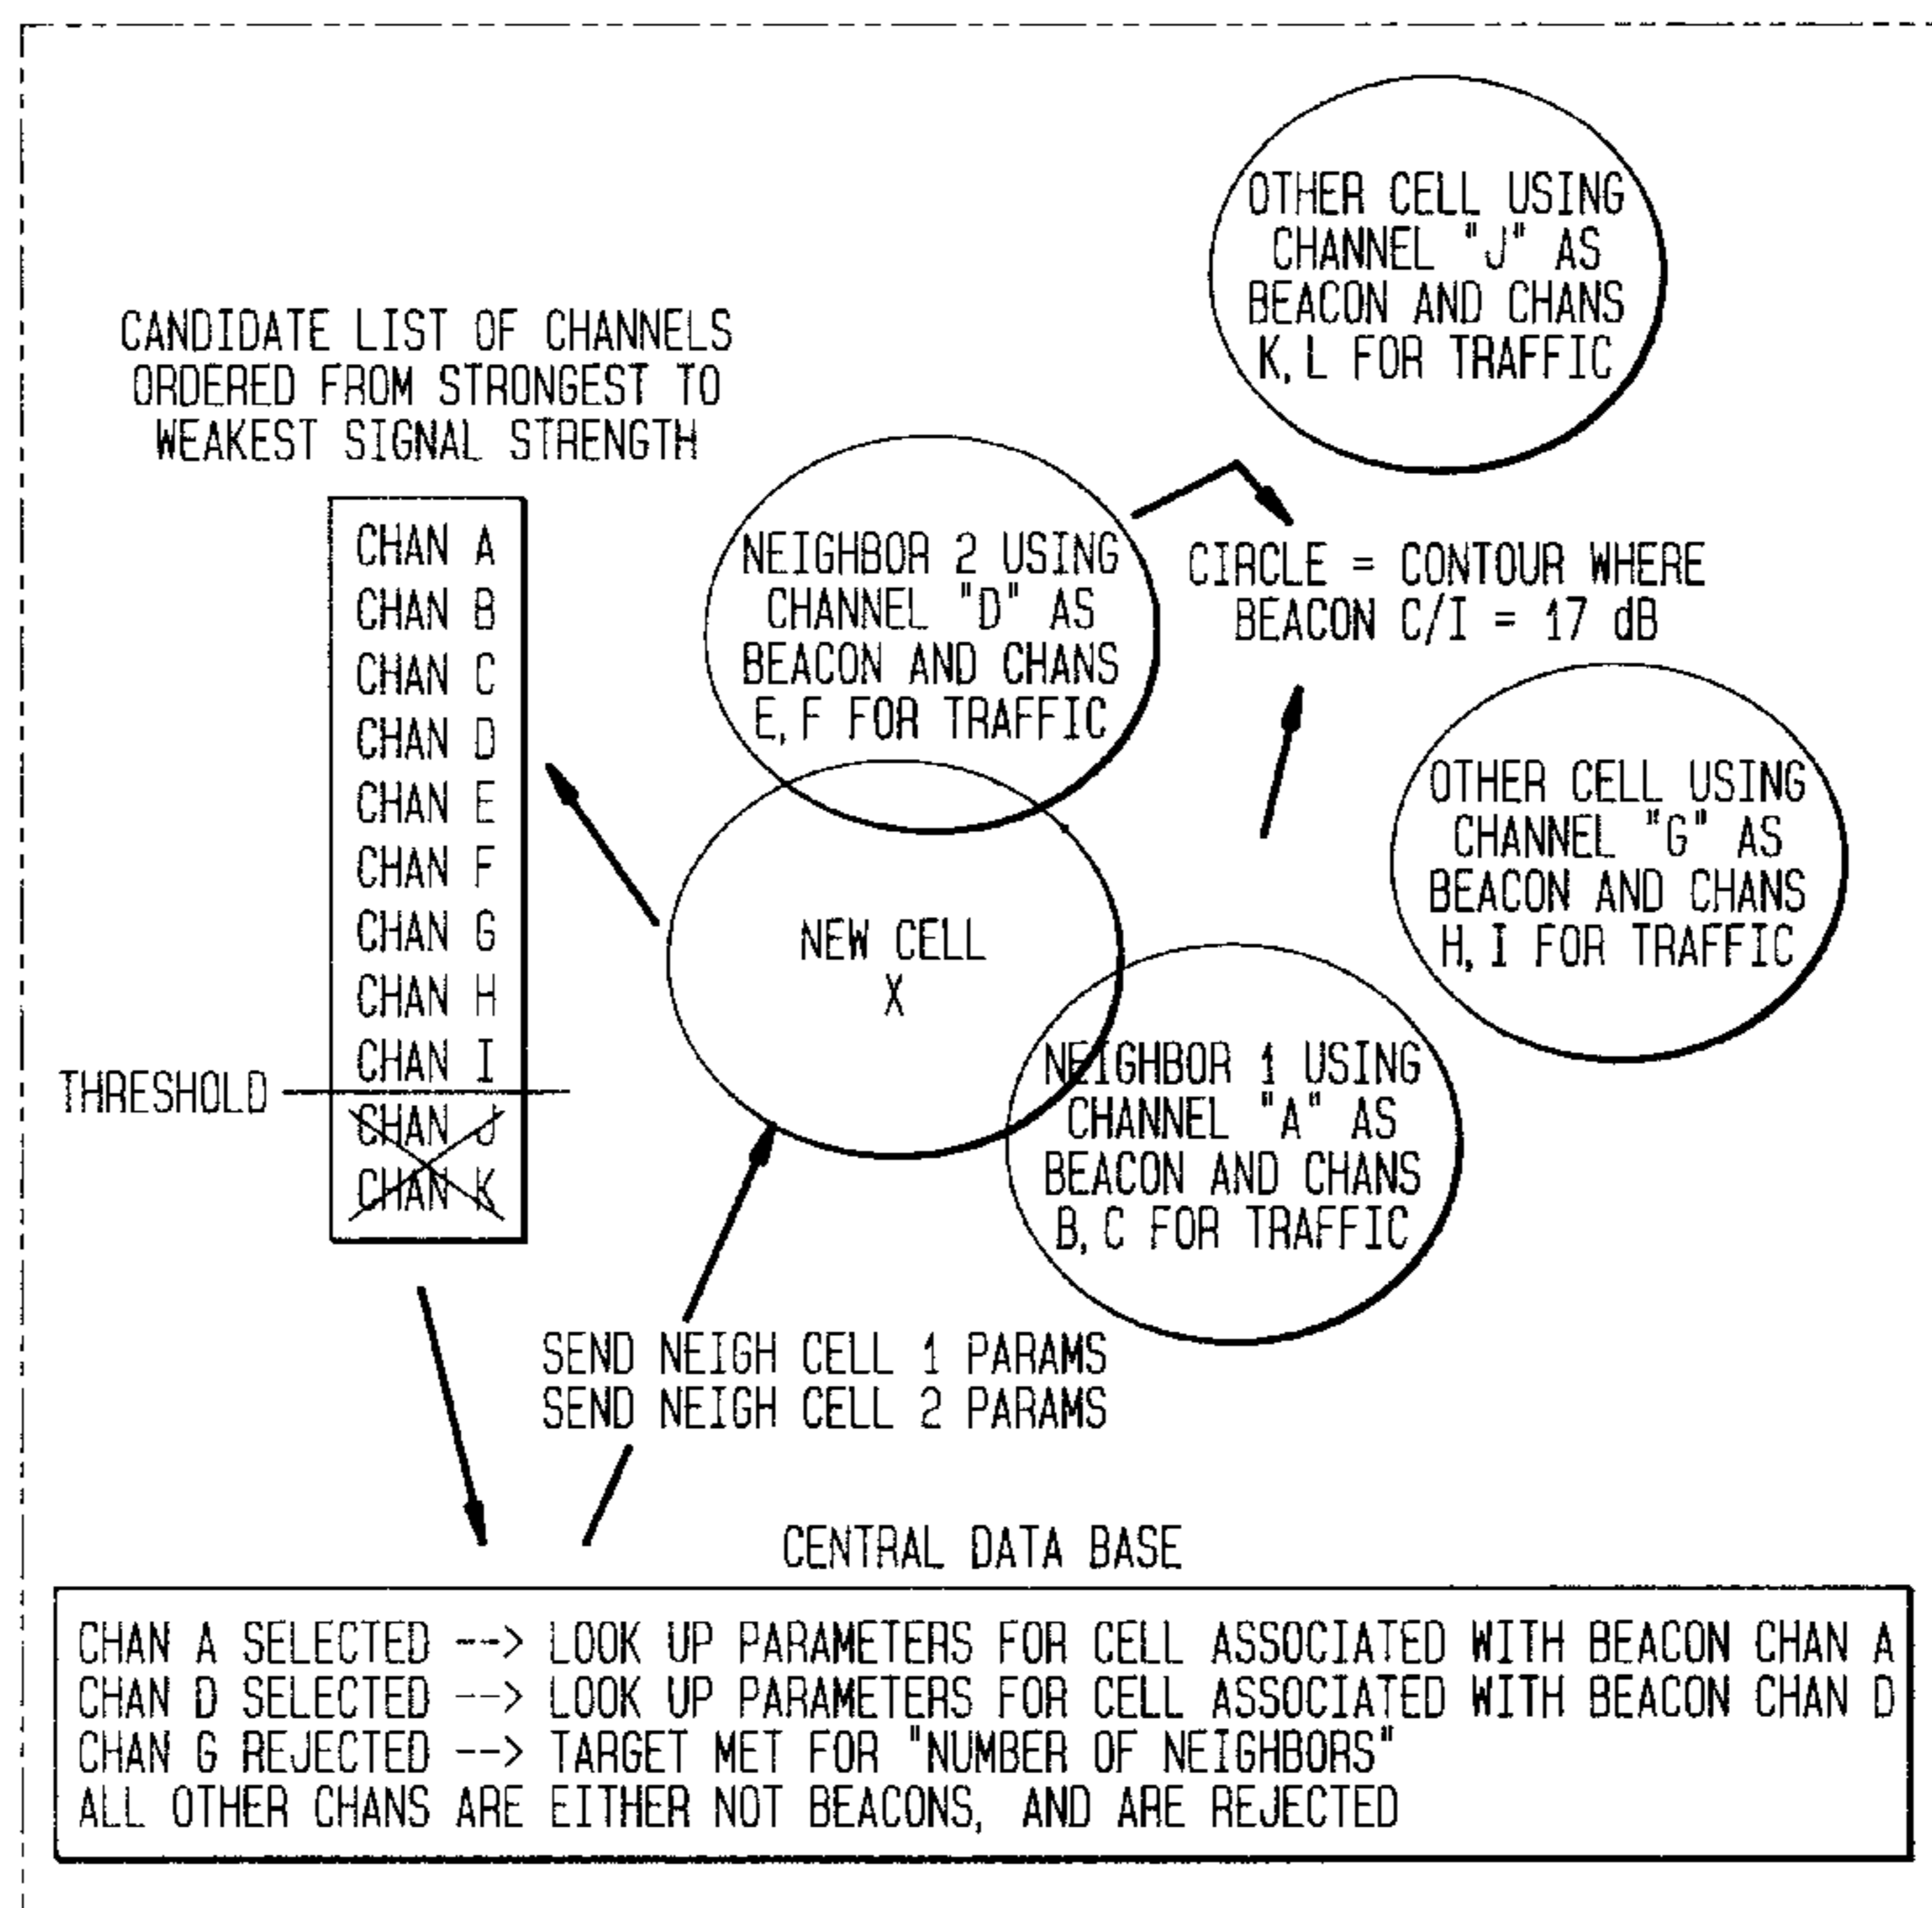 OTHER CELL USING
CHANNEL "J" AS
BEACON AND CHANS
K, L FOR TRAFFIC
CANDIDATE LIST OF CHANNELS
ORDERED FROM STRONGEST TO
WEAKEST SIGNAL STRENGTH
CHAN A
CHAN B
CHAN C
CHAN D
CHAN E
CHAN F
CHAN G
CHAN H
CHAN I
THRESHOLD
CHAN J
CHAN K
NEIGHBOR 2 USING
CHANNEL "D" AS
BEACON AND CHANS
E, F FOR TRAFFIC
CIRCLE = CONTOUR WHERE
BEACON C/I = 17 dB
OTHER CELL USING
CHANNEL "G" AS
BEACON AND CHANS
H, I FOR TRAFFIC
NEW CELL
X
NEIGHBOR 1 USING
CHANNEL "A" AS
BEACON AND CHANS
B, C FOR TRAFFIC
SEND NEIGH CELL 1 PARAMS
SEND NEIGH CELL 2 PARAMS
CENTRAL DATA BASE
CHAN A SELECTED --> LOOK UP PARAMETERS FOR CELL ASSOCIATED WITH BEACON CHAN A
CHAN D SELECTED --> LOOK UP PARAMETERS FOR CELL ASSOCIATED WITH BEACON CHAN D
CHAN G REJECTED --> TARGET MET FOR "NUMBER OF NEIGHBORS"
ALL OTHER CHANS ARE EITHER NOT BEACONS, AND ARE REJECTED